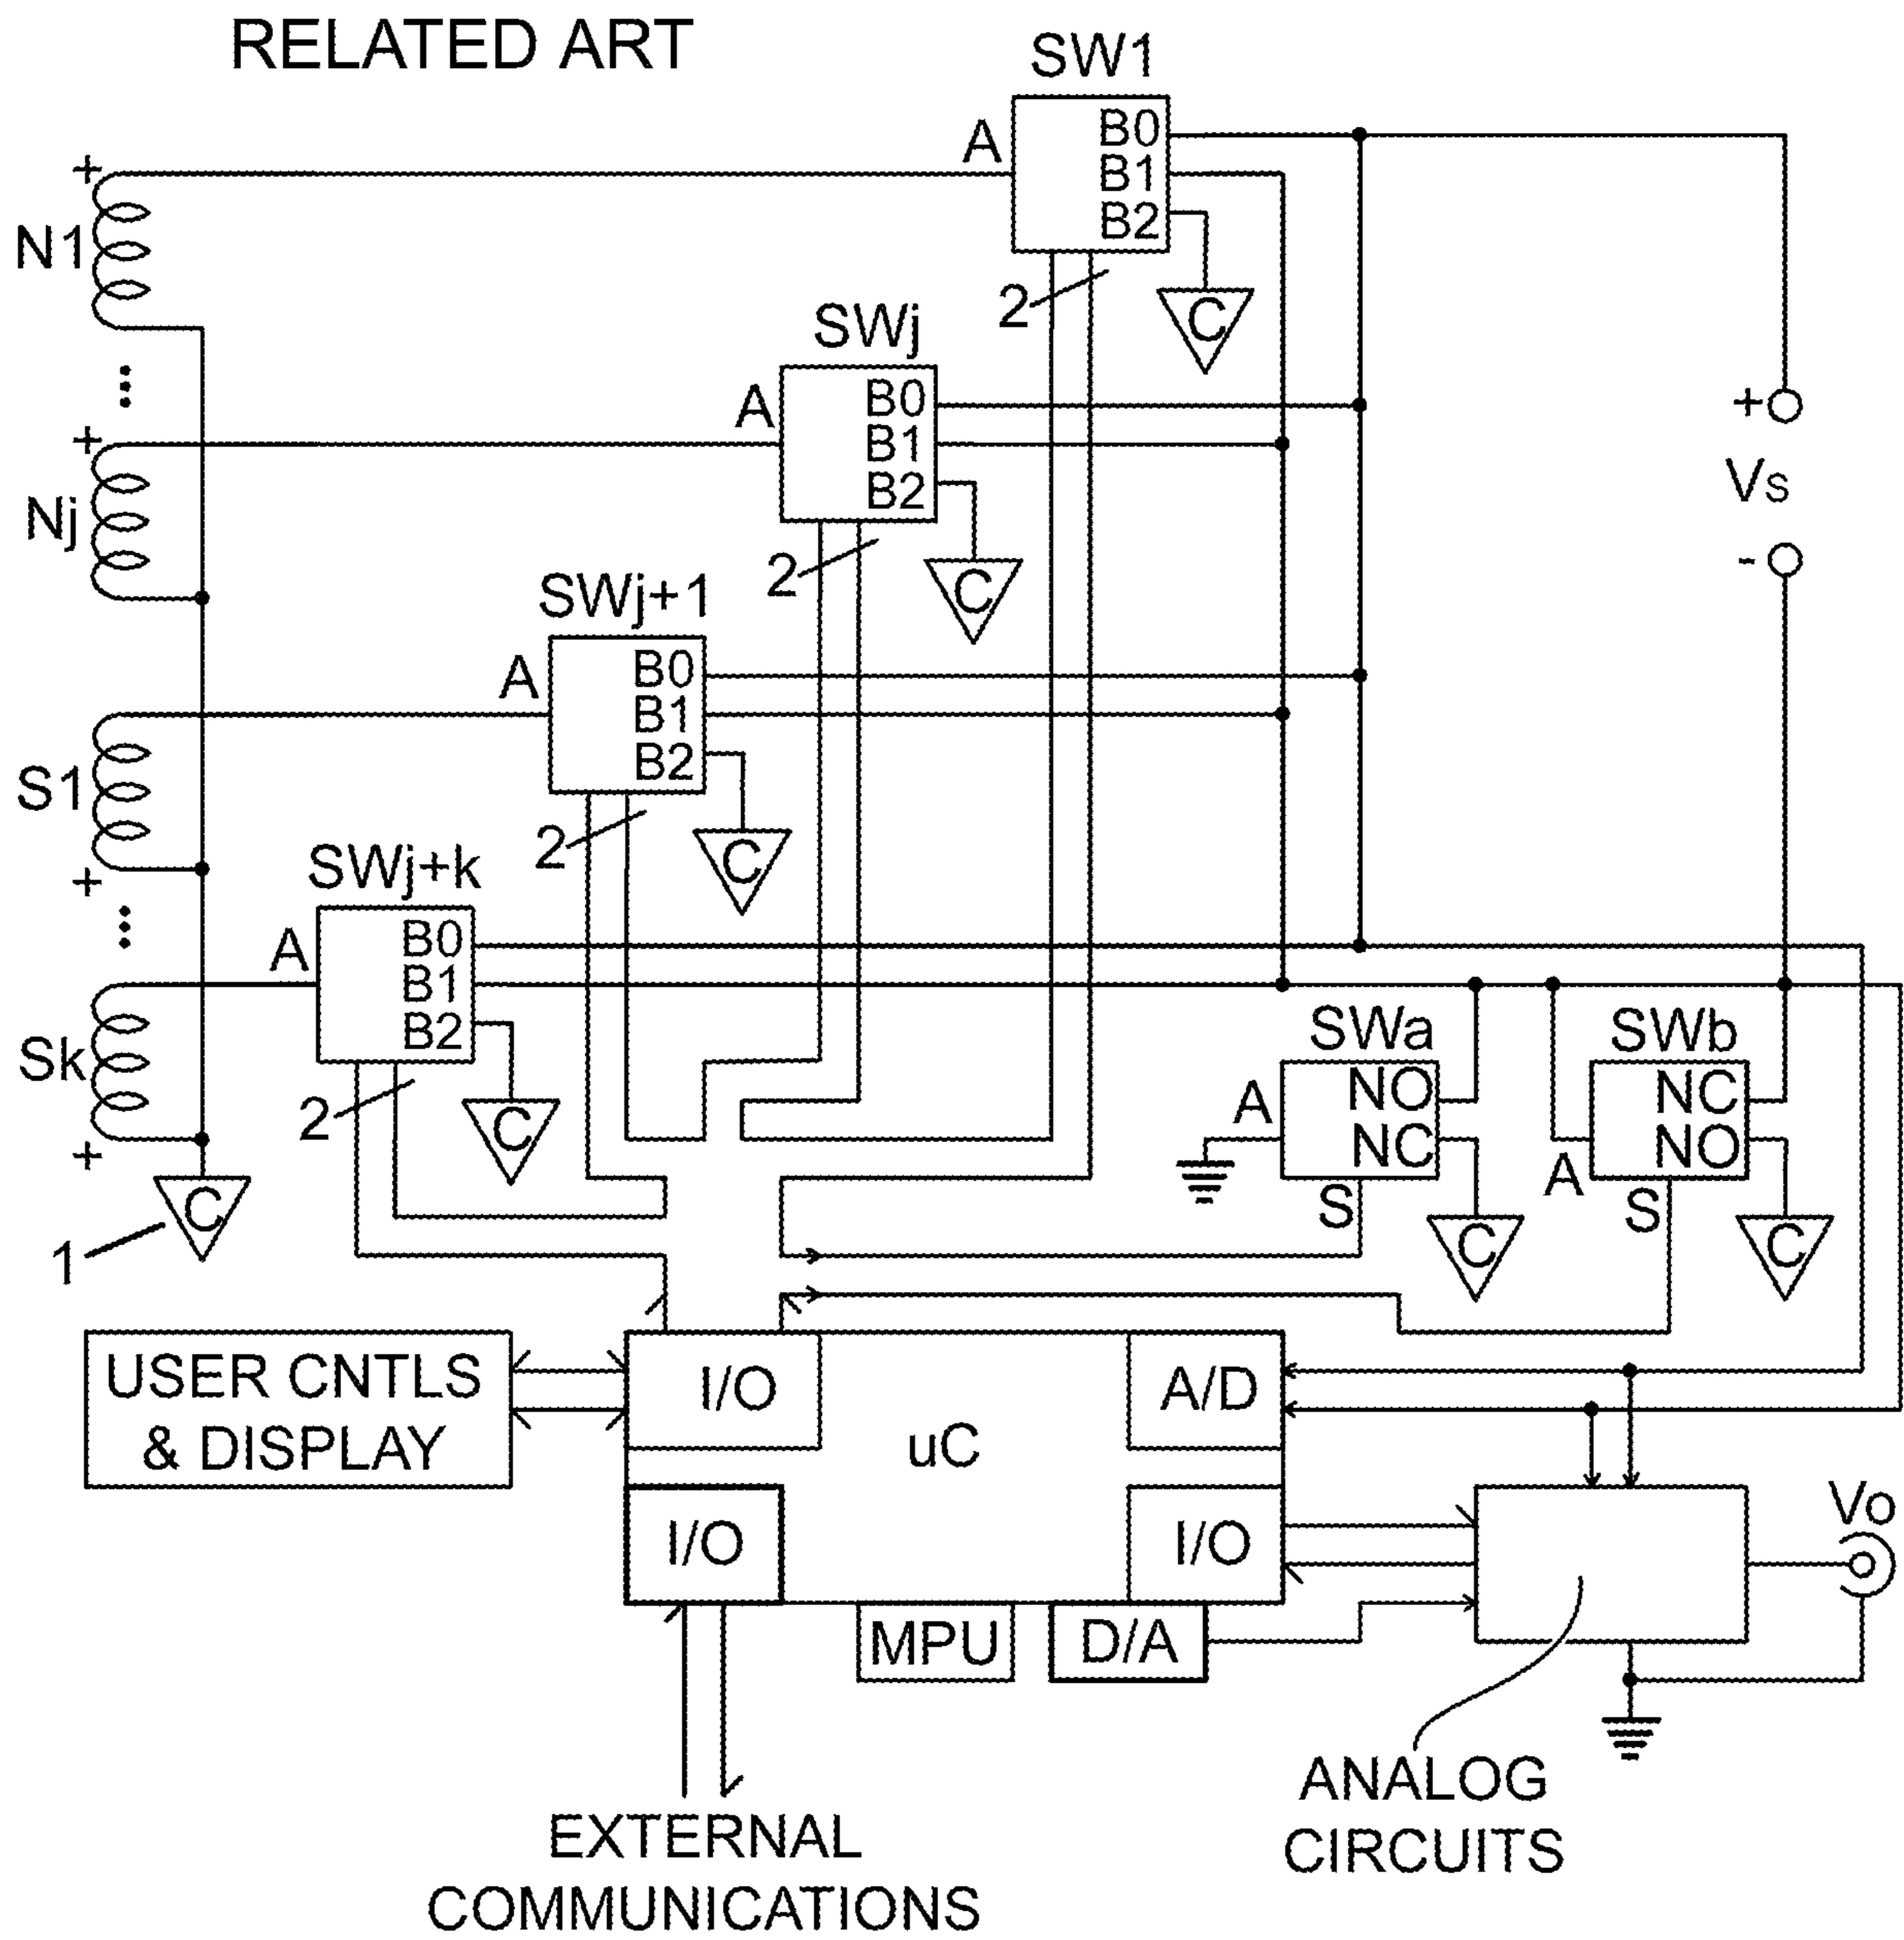 RELATED ART
SW1
A
B0
B1
B2
+
N1
2
C
SWj
A
B0
B1
B2
+
Nj
2
C
+
Vs
-
SWj+1
A
B0
B1
B2
S1
+
2
C
SWj+k
A
B0
B1
B2
Sk
+
2
C
C
1
SWa
A
NO
NC
S
C
SWb
NC
NO
A
S
C
USER CNTLS
& DISPLAY
I/O
A/D
uC
I/O
I/O
MPU
D/A
Vo
ANALOG
CIRCUITS
EXTERNAL
COMMUNICATIONS